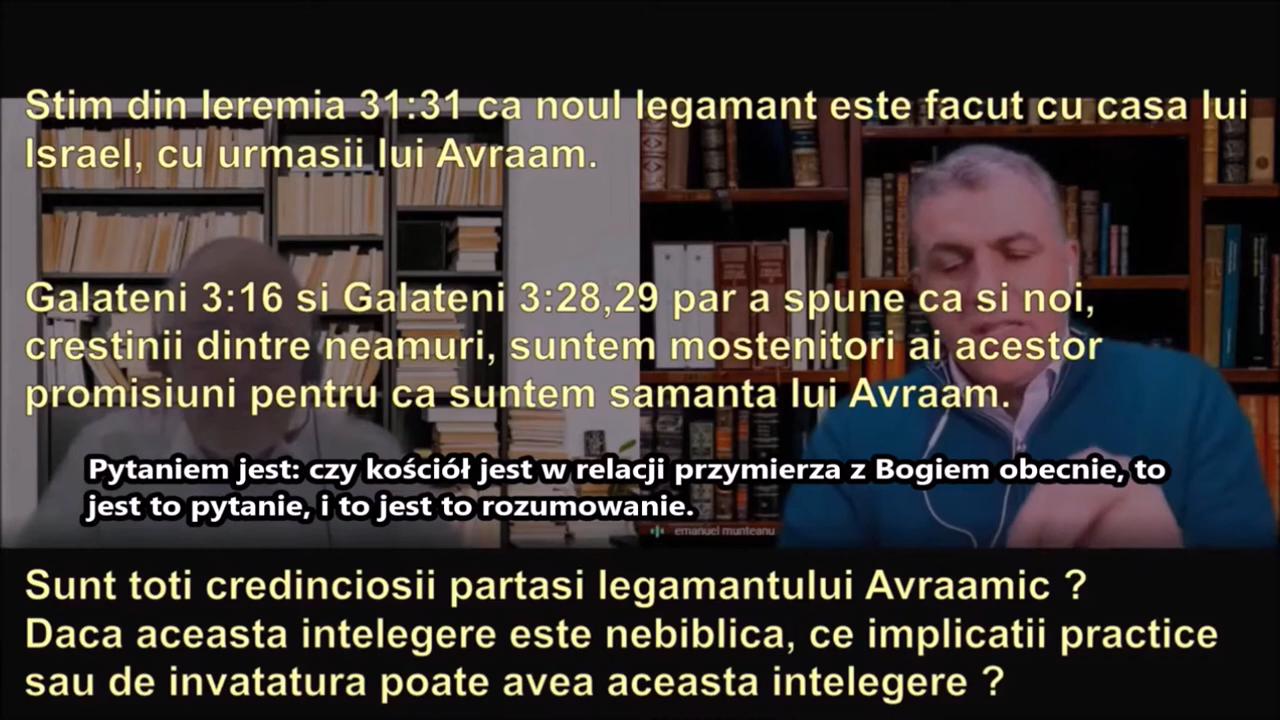 Stim din Ieremia 31:31 ca noul legamant este facut cu casa lui
Israel, cu urmasii lui Avraam.
Galateni 3:16 si Galateni 3:28,29 par a spune ca si noi,
crestinii dintre neamuri, suntem mostenitori ai acestor
promisiuni pentru ca suntem samanta lui Avraam.
Pytaniem jest: czy kościół jest w relacji przymierza z Bogiem obecnie, to
jest to pytanie, i to jest to rozumowanie.
emanuel munteanu
Sunt toti credinciosii partasi legamantului Avraamic ?
Daca aceasta intelegere este nebiblica, ce implicatii practice
sau de invatatura poate avea aceasta intelegere ?